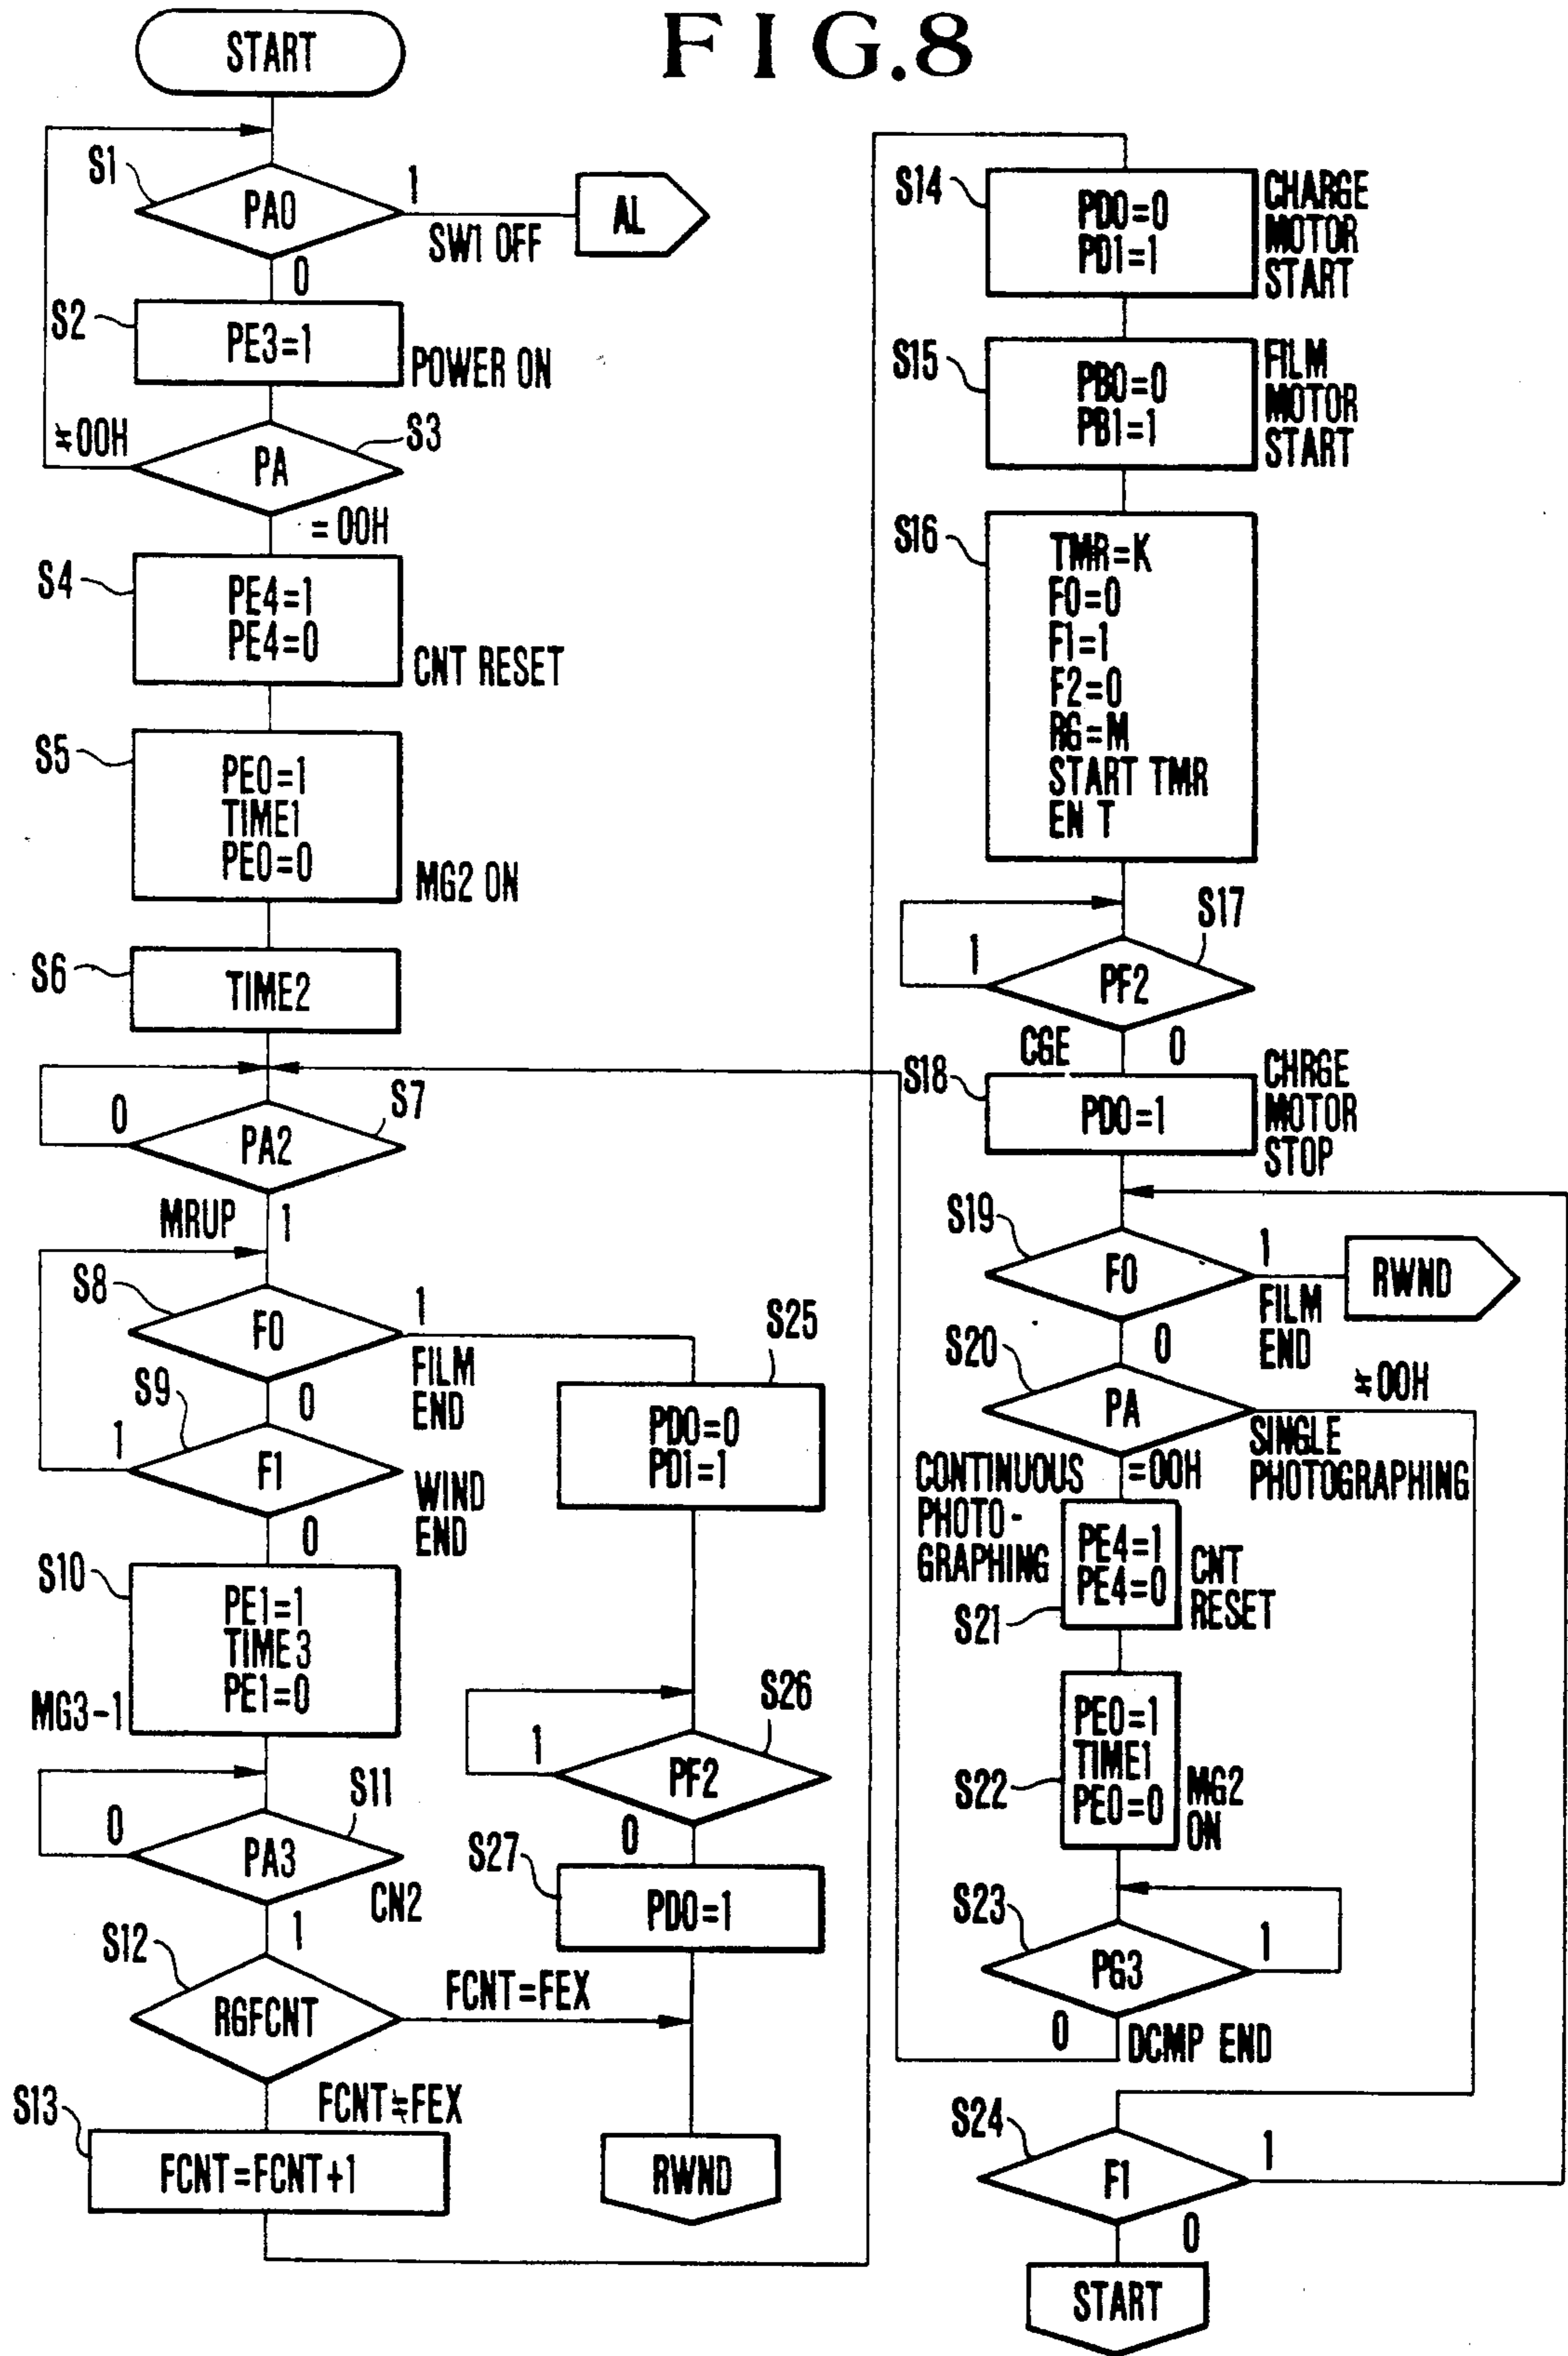 FIG.8
START
S1
PA0
1
SW1 OFF
AL
0
S2
PE3=1
POWER ON
≠00H
S3
PA
=00H
S4
PE4=1
PE4=0
CNT RESET
S5
PE0=1
TIME1
PE0=0
MG2 ON
S6
TIME2
S7
0
PA2
MRUP
1
S8
F0
1
FILM
END
0
S9
1
F1
WIND
END
0
S10
PE1=1
TIME3
PE1=0
MG3-1
S11
0
PA3
CN2
1
S12
RGFCNT
FCNT=FEX
FCNT≠FEX
S13
FCNT=FCNT+1
S25
PD0=0
PD1=1
S26
1
PF2
0
S27
PD0=1
RWND
S14
PD0=0
PD1=1
CHARGE
MOTOR
START
S15
PB0=0
PB1=1
FILM
MOTOR
START
S16
TMR=K
F0=0
F1=1
F2=0
RG=M
START TMR
EN T
S17
1
PF2
CGE
0
S18
PD0=1
CHRGE
MOTOR
STOP
S19
F0
1
FILM
END
RWND
0
S20
PA
≠00H
SINGLE
PHOTOGRAPHING
=00H
CONTINUOUS
PHOTO-
GRAPHING
S21
PE4=1
PE4=0
CNT
RESET
S22
PE0=1
TIME1
PE0=0
MG2
ON
S23
PG3
1
0
DCMP END
S24
F1
1
0
START